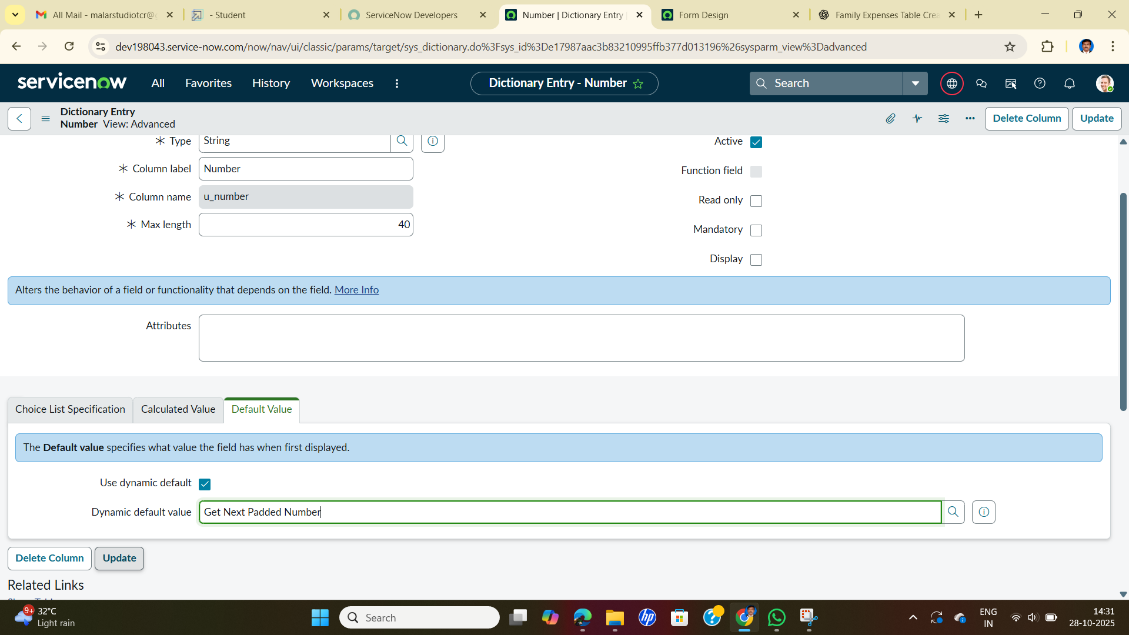 All Mail - malarstudiotcr@
- Student
ServiceNow Developers
Number | Dictionary Entry
Form Design
Family Expenses Table Cre
dev198043.service-now.com/now/nav/ui/classic/params/target/sys_dictionary.do%3Fsys_id%3De17987aac3b83210995ffb377d013196%26sysparm_view%3Dadvanced
servicenow All Favorites History Workspaces Dictionary Entry - Number Search
Dictionary Entry
Number View: Advanced
Delete Column Update
Type String
Active
Column label Number
Function field
Column name u_number
Read only
Max length 40
Mandatory
Display
Alters the behavior of a field or functionality that depends on the field. More Info
Attributes
Choice List Specification Calculated Value Default Value
The Default value specifies what value the field has when first displayed.
Use dynamic default
Dynamic default value Get Next Padded Number
Delete Column Update
Related Links
9+ 32°C
Light rain
Search
ENG
IN
14:31
28-10-2025